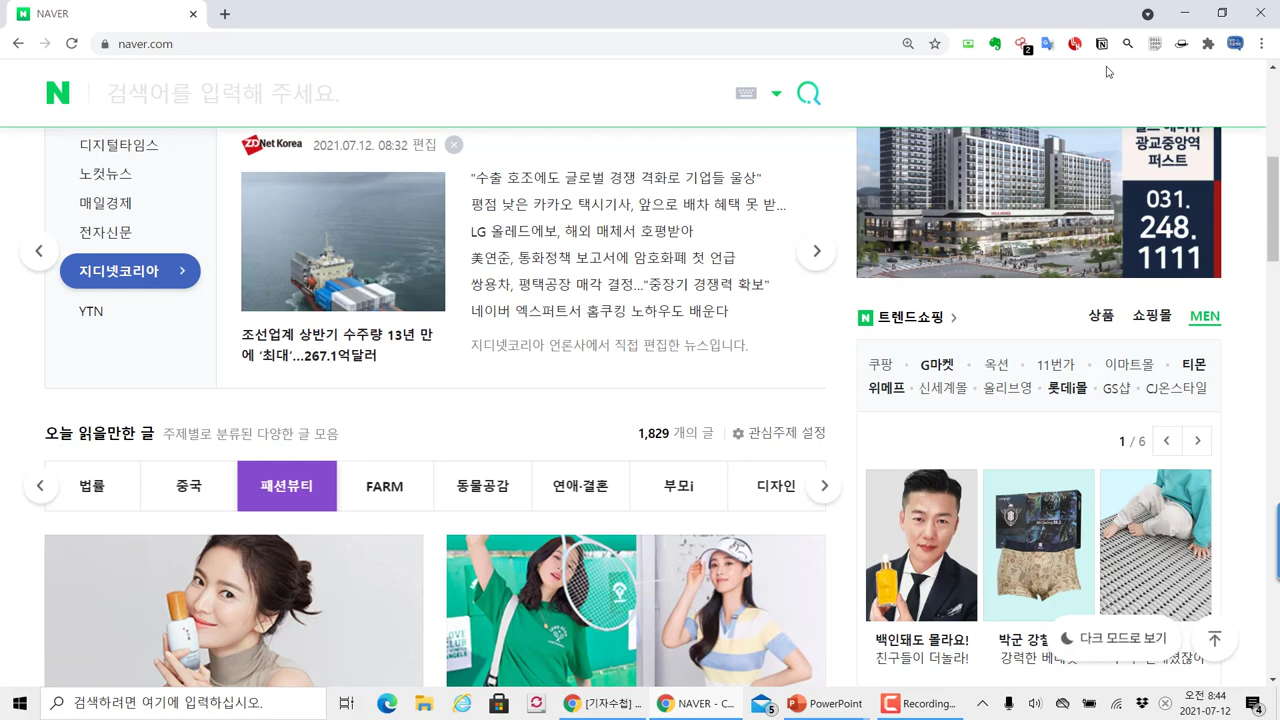 NAVER
naver.com
2
N 검색어를 입력해 주세요.
디지털타임스
노컷뉴스
매일경제
전자신문
지디넷코리아
YTN
ZDNet Korea 2021.07.12. 08:32 편집
조선업계 상반기 수주량 13년 만
에 ‘최대’...267.1억달러
"수출 호조에도 글로벌 경쟁 격화로 기업들 울상"
평점 낮은 카카오 택시기사, 앞으로 배차 혜택 못 받...
LG 올레드에보, 해외 매체서 호평받아
美연준, 통화정책 보고서에 암호화폐 첫 언급
쌍용차, 평택공장 매각 결정..."중장기 경쟁력 확보"
네이버 엑스퍼트서 홈쿠킹 노하우도 배운다
지디넷코리아 언론사에서 직접 편집한 뉴스입니다.
광교중앙역
퍼스트
031.
248.
1111
N 트렌드쇼핑 상품 쇼핑몰 MEN
쿠팡 G마켓 옥션 11번가 이마트몰 티몬
위메프 신세계몰 올리브영 롯데i몰 GS샵 CJ온스타일
1 / 6
오늘 읽을만한 글 주제별로 분류된 다양한 글 모음 1,829 개의 글 관심주제 설정
법률 중국 패션뷰티 FARM 동물공감 연애·결혼 부모i 디자인
백인돼도 몰라요!
친구들이 더놀라!
박군 강철
강력한
다크 모드로 보기
검색하려면 여기에 입력하십시오.
[기자수첩] ...
NAVER - C...
5
PowerPoint
Recording...
오전 8:44
2021-07-12
4